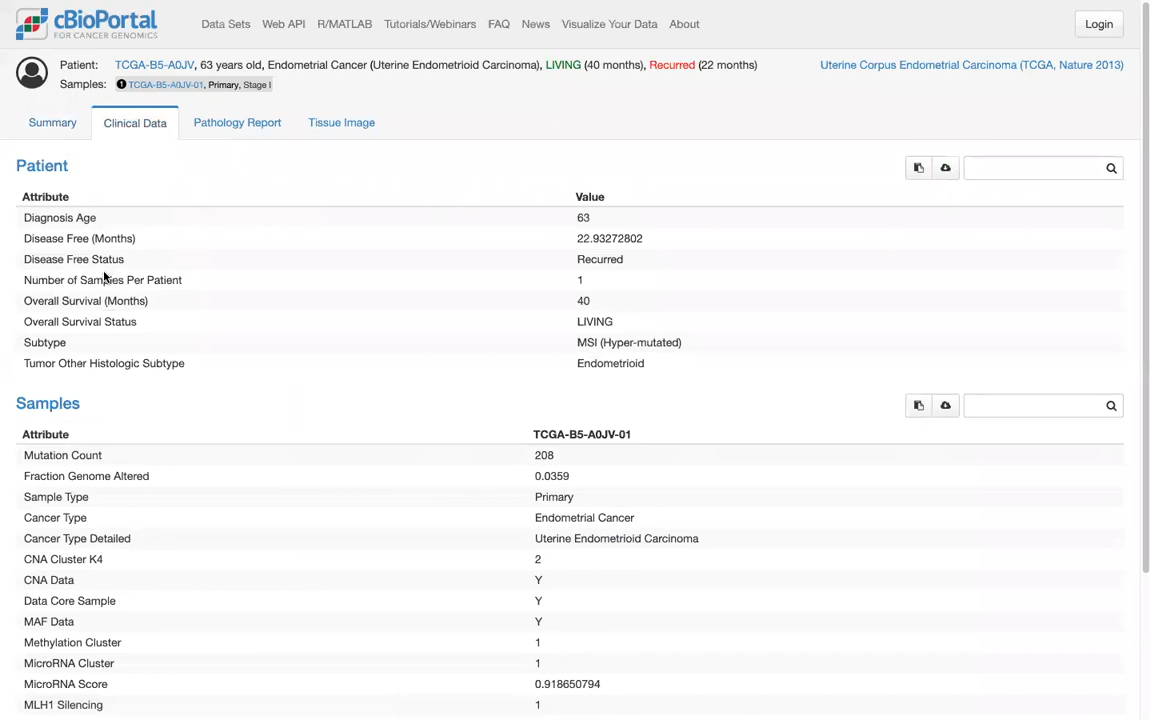 cBioPortal
FOR CANCER GENOMICS
Data Sets Web API R/MATLAB Tutorials/Webinars FAQ News Visualize Your Data About
Login
Patient: TCGA-B5-A0JV, 63 years old, Endometrial Cancer (Uterine Endometrioid Carcinoma), LIVING (40 months), Recurred (22 months)
Uterine Corpus Endometrial Carcinoma (TCGA, Nature 2013)
Samples: 1 TCGA-B5-A0JV-01, Primary, Stage I
Summary Clinical Data Pathology Report Tissue Image
Patient
Attribute Value
Diagnosis Age 63
Disease Free (Months) 22.93272802
Disease Free Status Recurred
Number of Samples Per Patient 1
Overall Survival (Months) 40
Overall Survival Status LIVING
Subtype MSI (Hyper-mutated)
Tumor Other Histologic Subtype Endometrioid
Samples
Attribute TCGA-B5-A0JV-01
Mutation Count 208
Fraction Genome Altered 0.0359
Sample Type Primary
Cancer Type Endometrial Cancer
Cancer Type Detailed Uterine Endometrioid Carcinoma
CNA Cluster K4 2
CNA Data Y
Data Core Sample Y
MAF Data Y
Methylation Cluster 1
MicroRNA Cluster 1
MicroRNA Score 0.918650794
MLH1 Silencing 1